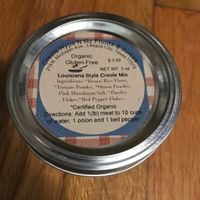 Organic
Gluten-Free
$ 3.95
NET WT. 3 oz
Louisiana Style Creole Mix
Ingredients: *Brown Rice Flour,
*Tomato Powder, *Onion Powder,
Pink Himalayan Salt, *Parsley
Flakes, *Red Pepper Flakes
*Certified Organic
Directions: Add 1(lb) meat to 10 cups
of water, 1 onion and 1 bell pepper